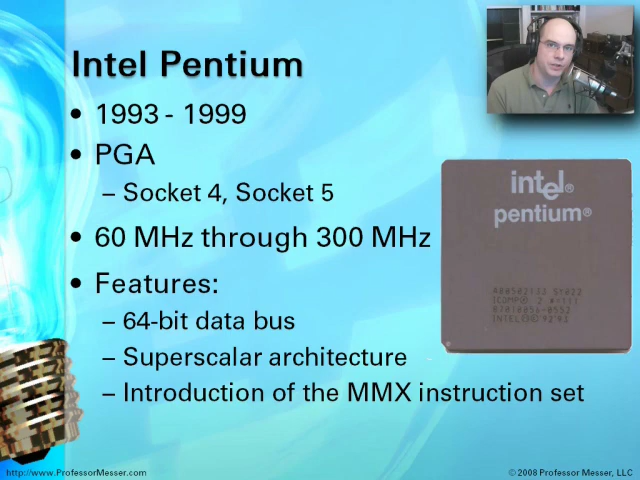 Intel Pentium
• 1993 - 1999
• PGA
– Socket 4, Socket 5
• 60 MHz through 300 MHz
• Features:
– 64-bit data bus
– Superscalar architecture
– Introduction of the MMX instruction set
intel®
pentium®
INTEL
http://www.ProfessorMesser.com
© 2008 Professor Messer, LLC